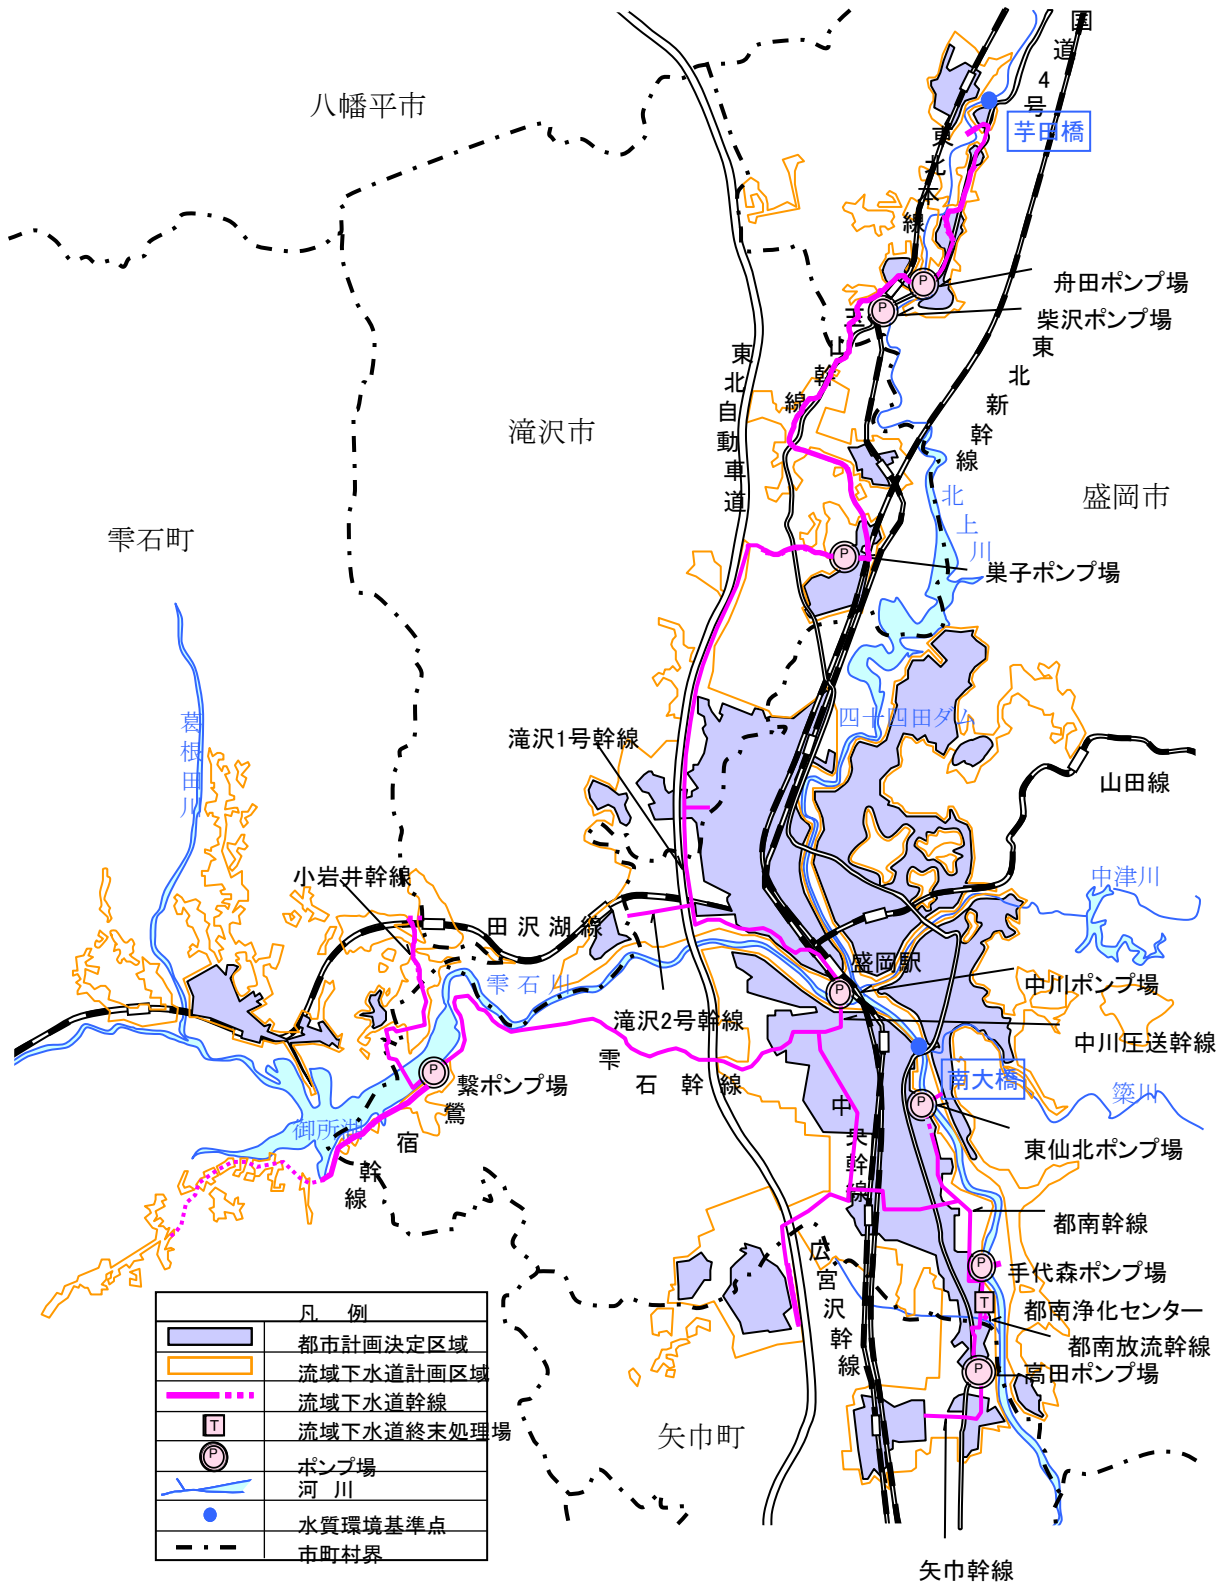 国道4号
八幡平市
芋田橋
東北本線
舟田ポンプ場
柴沢ポンプ場
玉山幹線
東北自動車道
東北新幹線
滝沢市
北上川
盛岡市
雫石町
巣子ポンプ場
葛根田川
四十四田ダム
滝沢1号幹線
山田線
小岩井幹線
中津川
田沢湖線
盛岡駅
雫石川
中川ポンプ場
滝沢2号幹線
中川圧送幹線
雫石幹線
繋ポンプ場
南大橋
簗川
御所湖
鶯宿幹線
中央幹線
東仙北ポンプ場
都南幹線
広宮沢幹線
手代森ポンプ場
都南浄化センター
都南放流幹線
高田ポンプ場
矢巾町
矢巾幹線
凡 例
都市計画決定区域
流域下水道計画区域
流域下水道幹線
T
流域下水道終末処理場
P
ポンプ場
河 川
水質環境基準点
市町村界
P
P
P
P
P
P
P
T
P